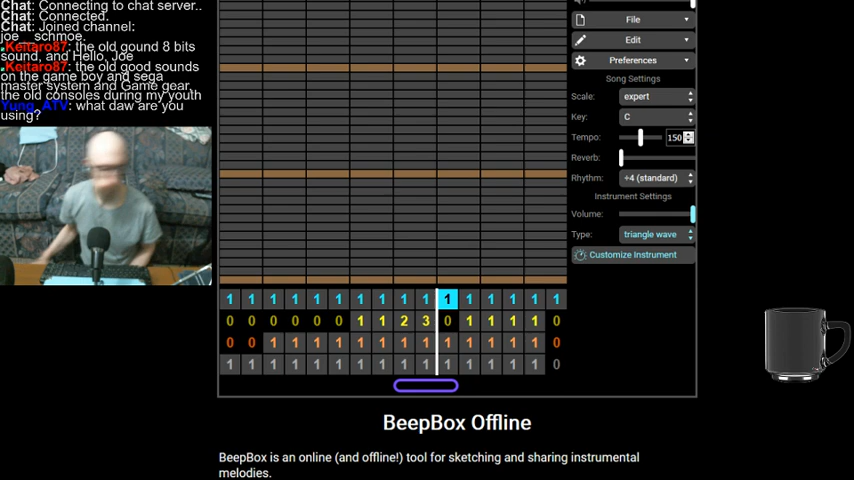 Chat: Connecting to chat server..
Chat: Connected.
Chat: Joined channel:
joe__schmoe.
Keitaro87: the old gound 8 bits
sound, and Hello, Joe
Keitaro87: the old good sounds
on the game boy and sega
master system and Game gear,
the old consoles during my youth
Yung_ATV: what daw are you
using?
File
Edit
Preferences
Song Settings
Scale: expert
Key: C
Tempo: 150
Reverb:
Rhythm: ÷4 (standard)
Instrument Settings
Volume:
Type: triangle wave
Customize Instrument
1 1 1 1 1 1 1 1 1 1 1 1 1 1 1 1
0 0 0 0 0 0 1 1 2 3 0 1 1 1 1 0
0 0 1 1 1 1 1 1 1 1 1 1 1 1 1 0
1 1 1 1 1 1 1 1 1 1 1 1 1 1 1 0
BeepBox Offline
BeepBox is an online (and offline!) tool for sketching and sharing instrumental
melodies.